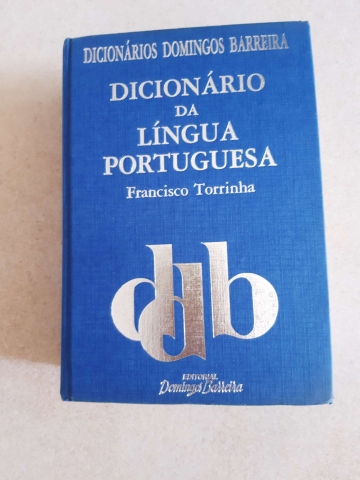 DICIONÁRIOS DOMINGOS BARREIRA
DICIONÁRIO
DA
LÍNGUA
PORTUGUESA
Francisco Torrinha
ddb
EDITORIAL
Domingos Barreira